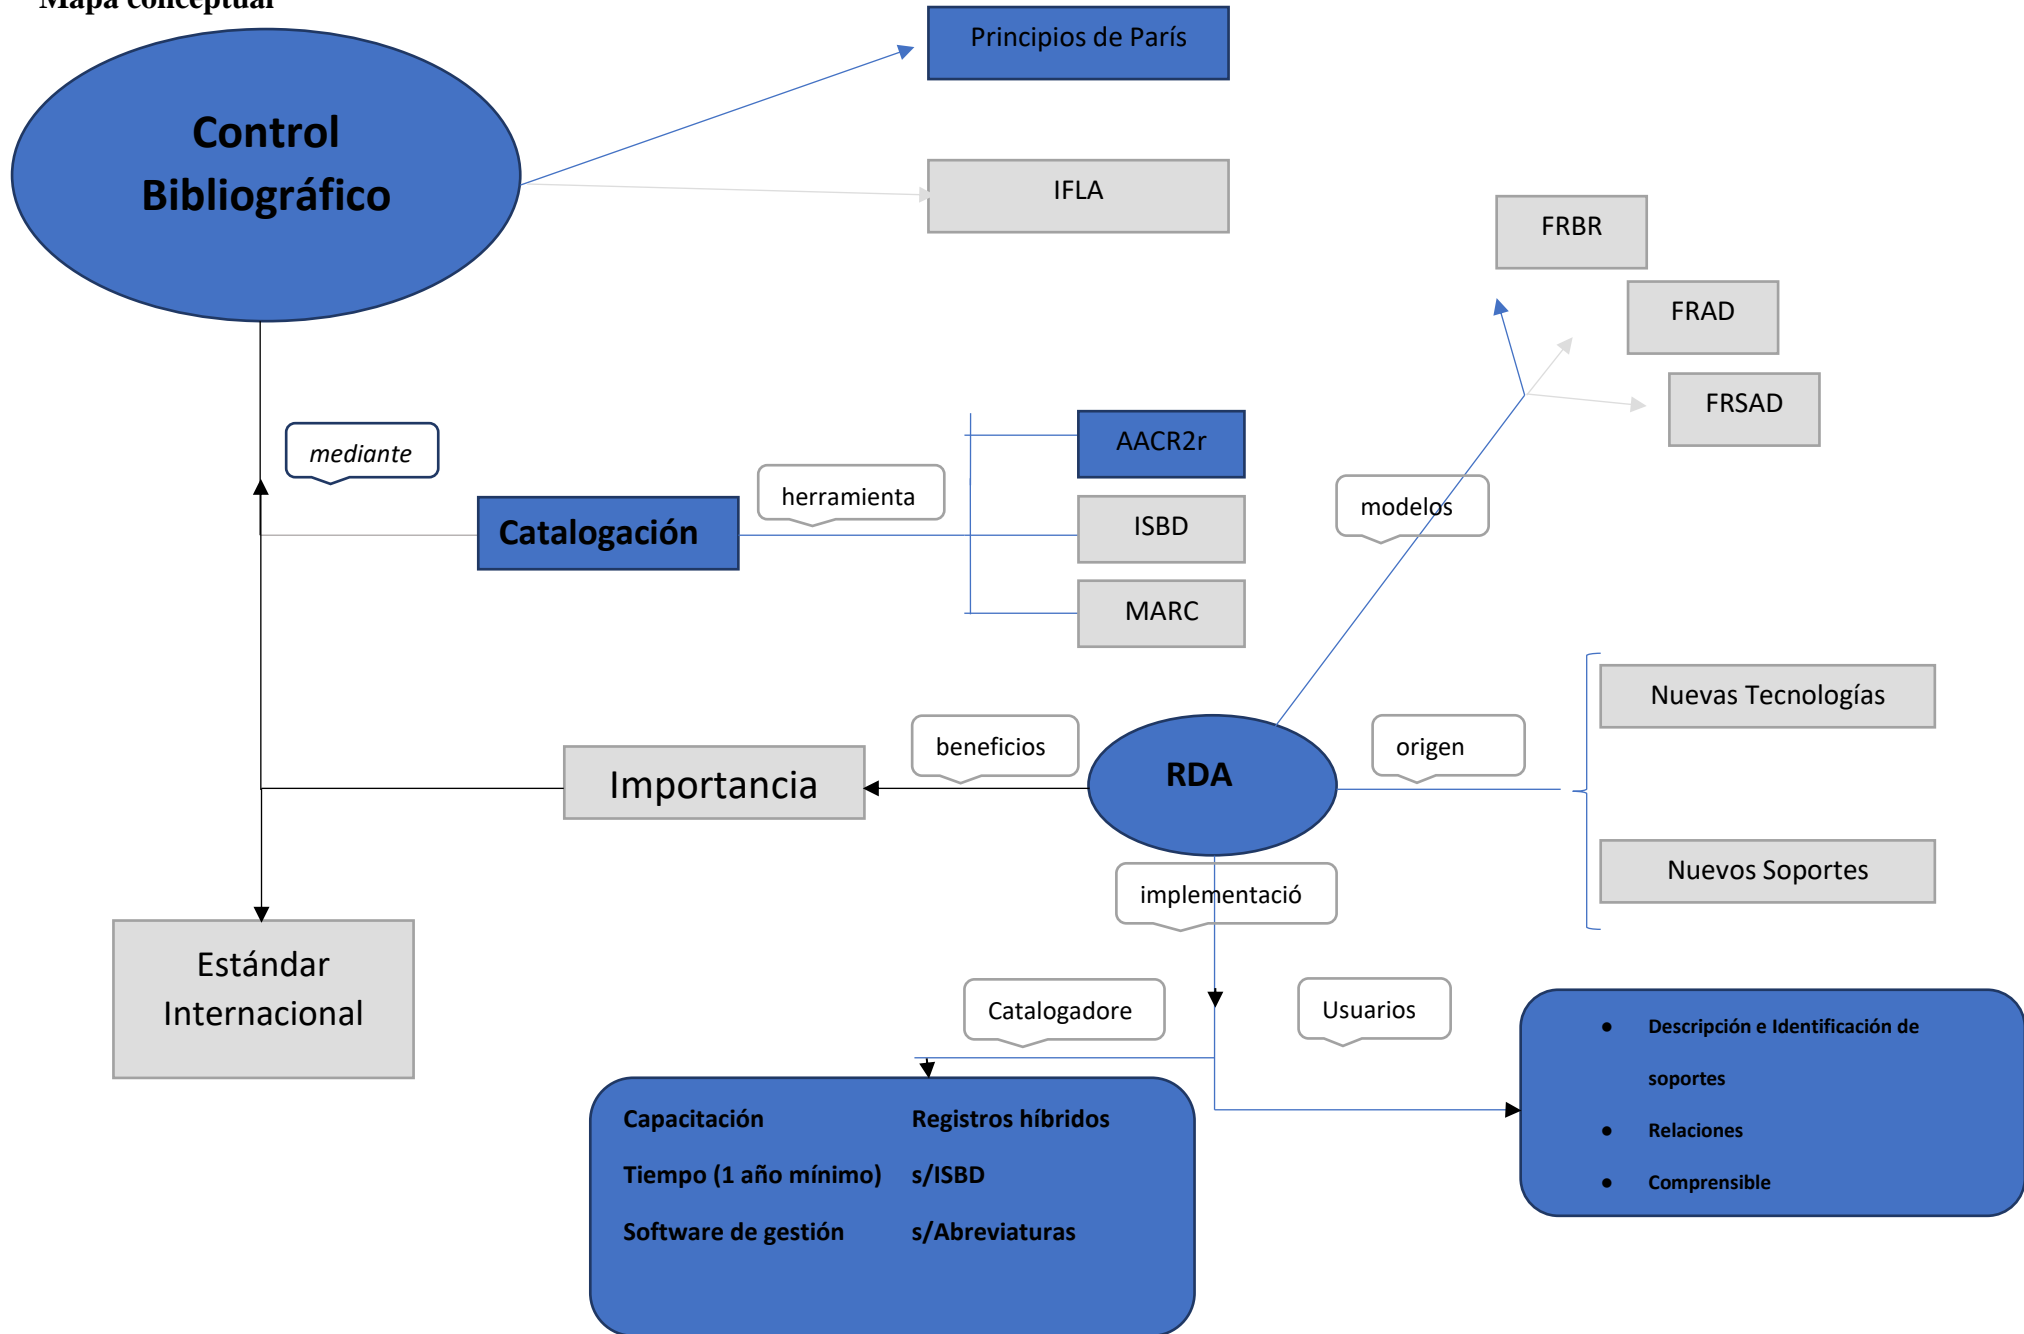 Mapa conceptual
Principios de París
Control
Bibliográfico
IFLA
FRBR
FRAD
FRSAD
mediante
herramienta
AACR2r
modelos
Catalogación
ISBD
MARC
Nuevas Tecnologías
beneficios
origen
Importancia
RDA
Nuevos Soportes
implementació
Estándar
Internacional
Catalogadore
Usuarios
● Descripción e Identificación de
soportes
● Relaciones
● Comprensible
Capacitación Registros híbridos
Tiempo (1 año mínimo) s/ISBD
Software de gestión s/Abreviaturas